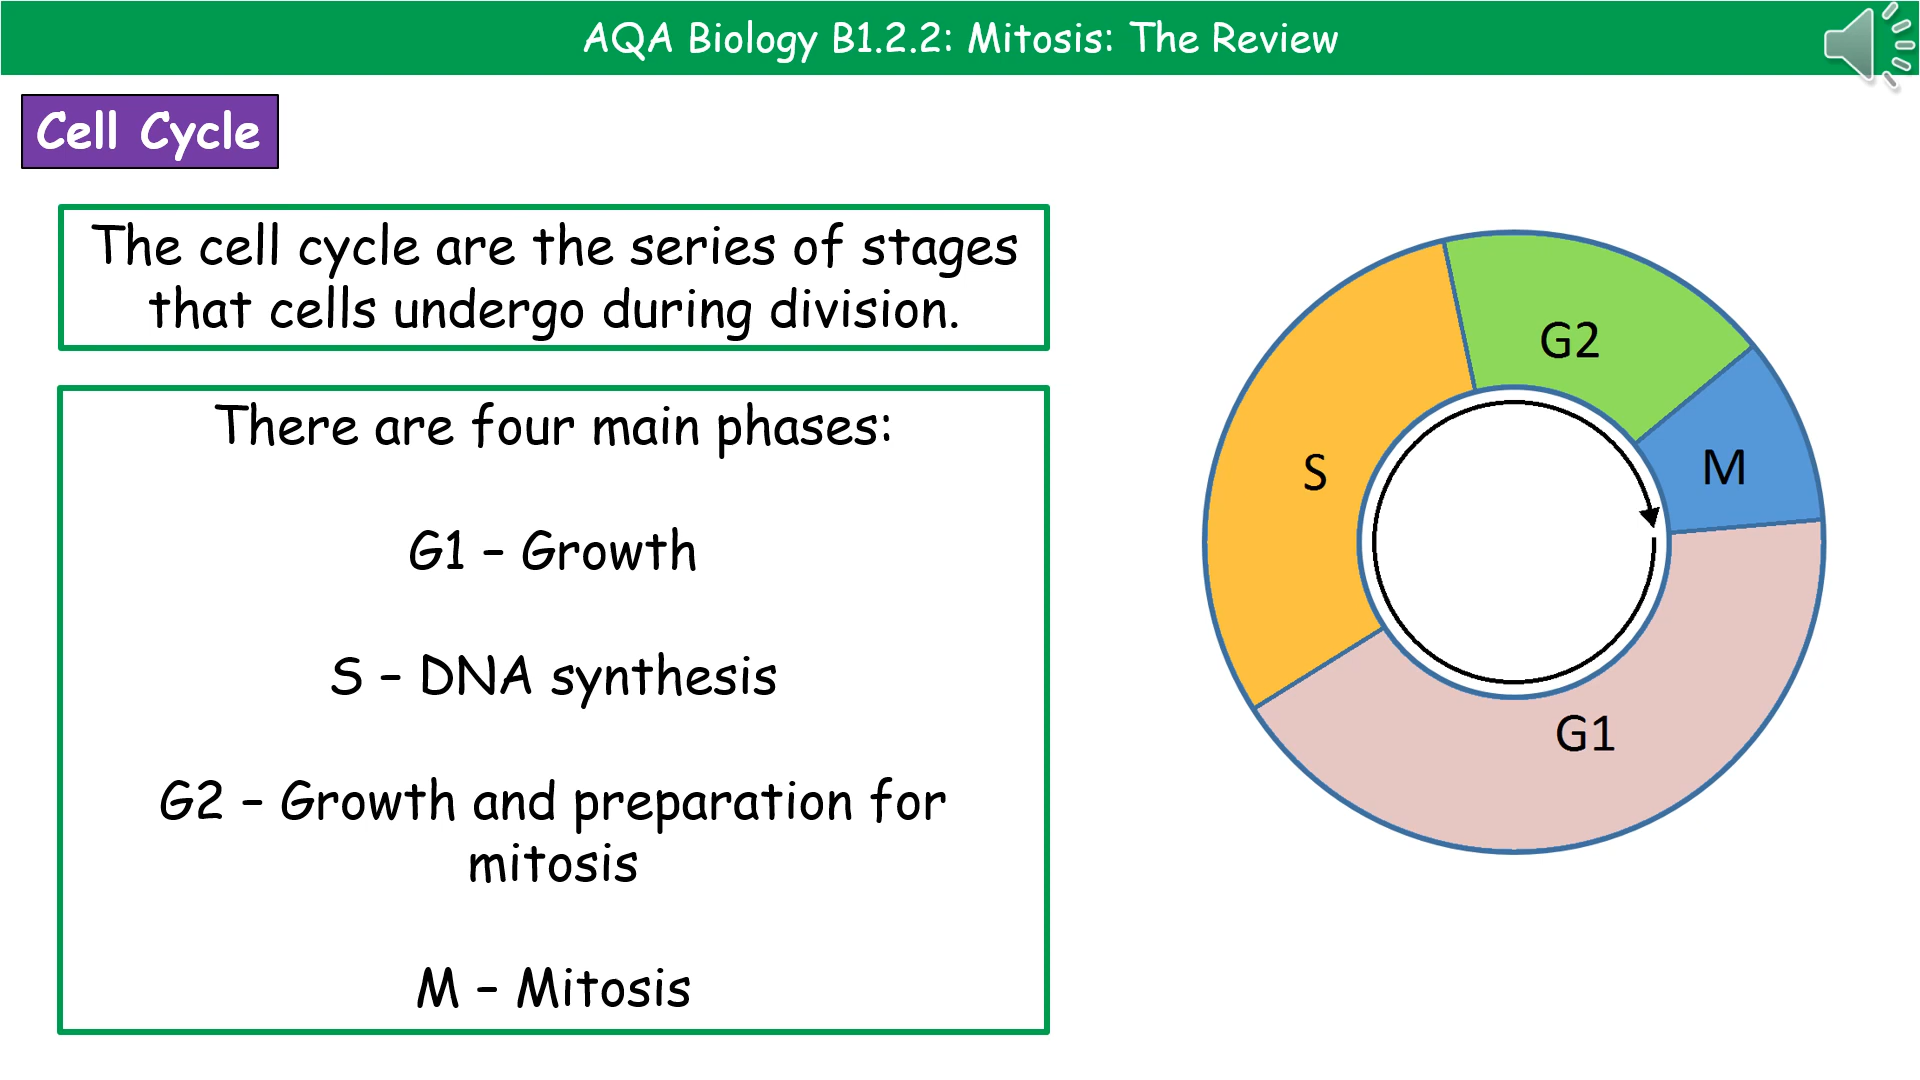 AQA Biology B1.2.2: Mitosis: The Review
Cell Cycle
The cell cycle are the series of stages
that cells undergo during division.
There are four main phases:
G1 – Growth
S – DNA synthesis
G2 – Growth and preparation for
mitosis
M – Mitosis
G2
M
S
G1